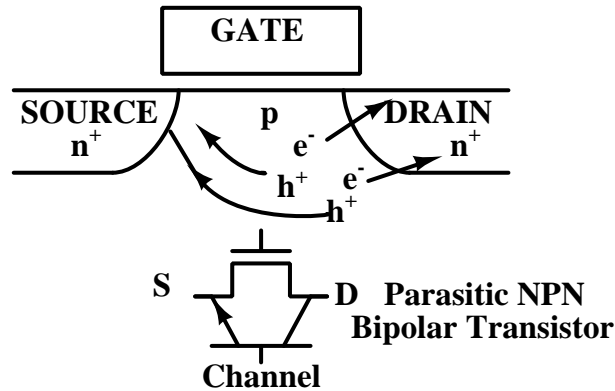 GATE
SOURCE p DRAIN
n⁺ e⁻ n⁺
h⁺ e⁻
h⁺
S D Parasitic NPN
Bipolar Transistor
Channel